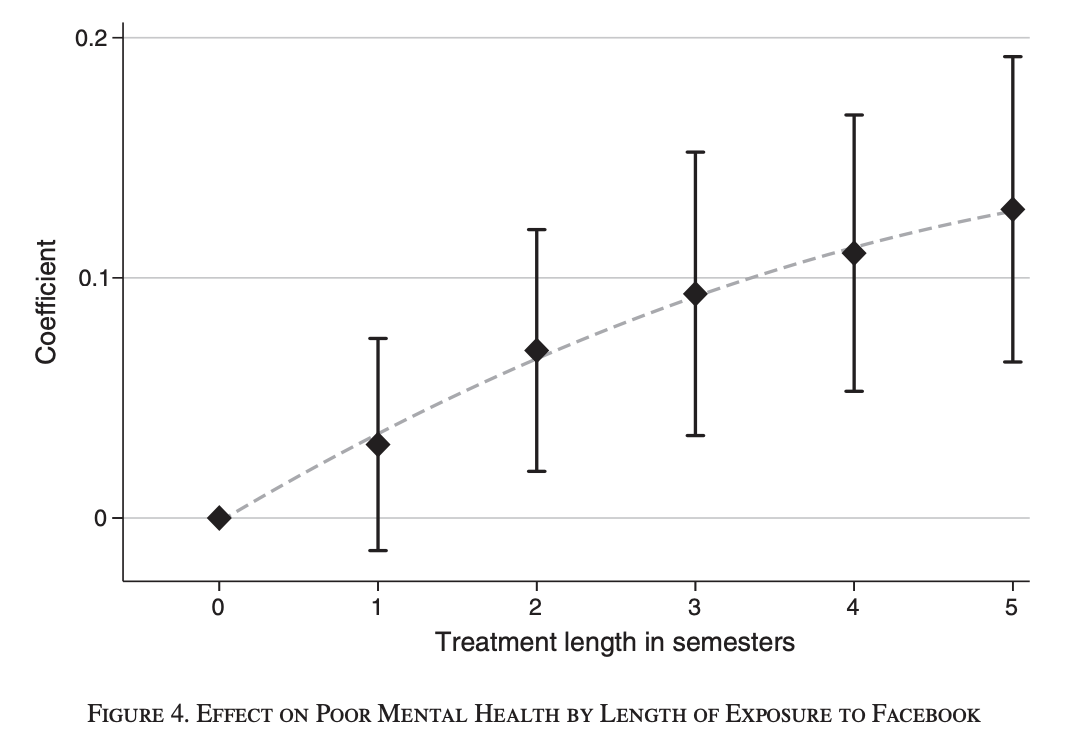 0.2
0.1
0
Coefficient
0 1 2 3 4 5
Treatment length in semesters
Figure 4. Effect on Poor Mental Health by Length of Exposure to Facebook